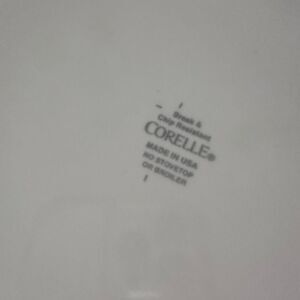 Break &
Chip Resistant
CORELLE®
MADE IN USA
NO STOVETOP
OR BROILER